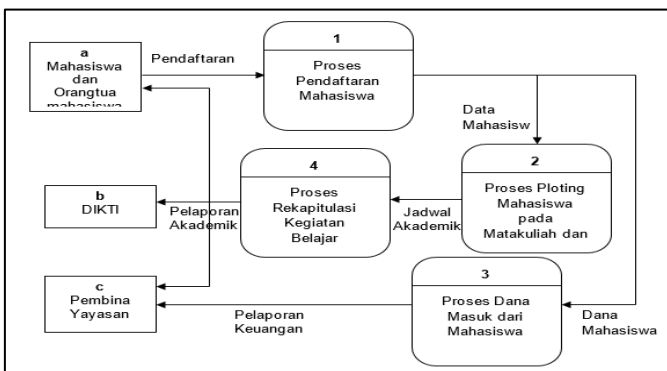 a
Mahasiswa
dan
Orangtua
mahasiswa
Pendaftaran
1
Proses
Pendaftaran
Mahasiswa
Data
Mahasisw
2
Proses Ploting
Mahasiswa
pada
Matakuliah dan
Jadwal
Akademik
4
Proses
Rekapitulasi
Kegiatan
Belajar
Pelaporan
Akademik
b
DIKTI
c
Pembina
Yayasan
Pelaporan
Keuangan
3
Proses Dana
Masuk dari
Mahasiswa
Dana
Mahasiswa